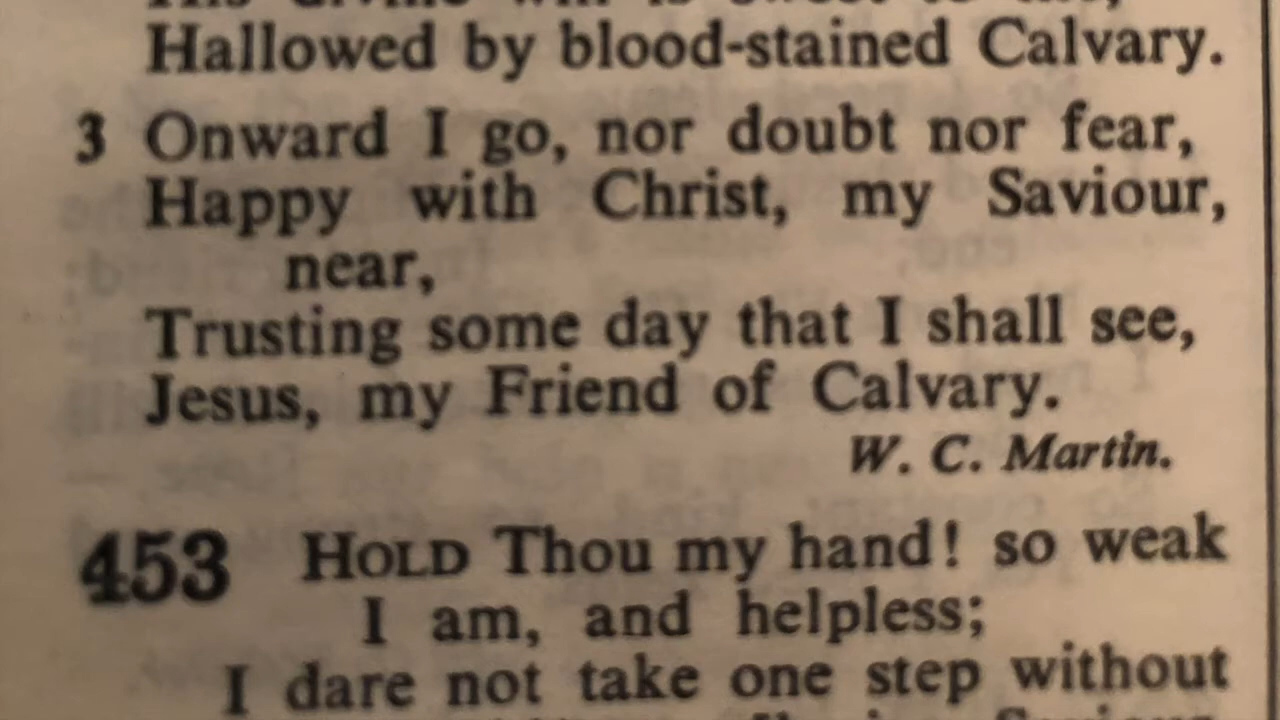 Hallowed by blood-stained Calvary.
3 Onward I go, nor doubt nor fear,
Happy with Christ, my Saviour,
near,
Trusting some day that I shall see,
Jesus, my Friend of Calvary.
W. C. Martin.
453 HOLD Thou my hand! so weak
I am, and helpless;
I dare not take one step without